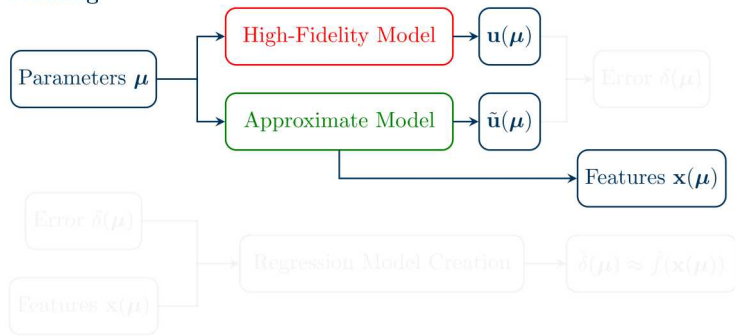 High-Fidelity Model
u(μ)
Parameters μ
Error δ(μ)
Approximate Model
ũ(μ)
Features x(μ)
Error δ(μ)
Regression Model Creation
δ̂(μ) ≈ f̂(x(μ))
Features x(μ)